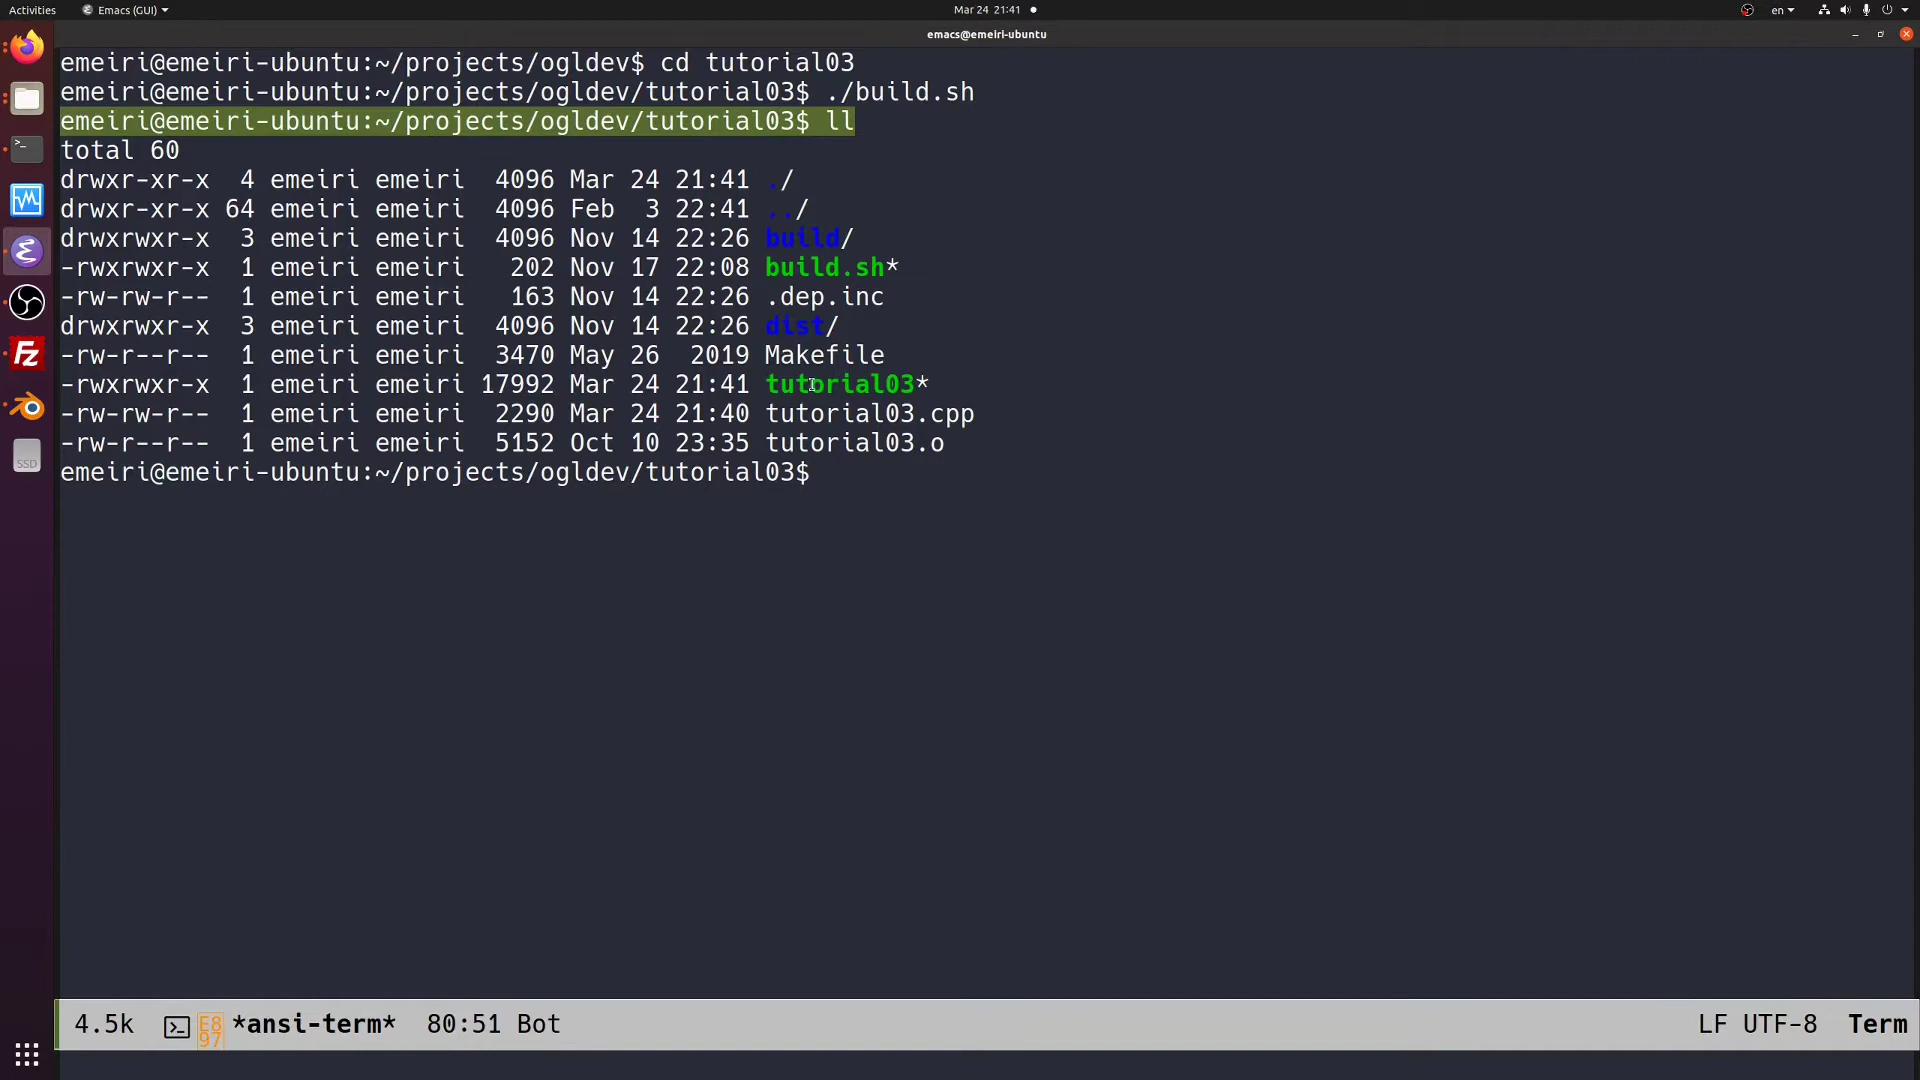 Activities Emacs (GUI) Mar 24 21:41 en
emacs@emeiri-ubuntu
emeiri@emeiri-ubuntu:~/projects/ogldev$ cd tutorial03
emeiri@emeiri-ubuntu:~/projects/ogldev/tutorial03$ ./build.sh
emeiri@emeiri-ubuntu:~/projects/ogldev/tutorial03$ ll
total 60
drwxr-xr-x  4 emeiri emeiri  4096 Mar 24 21:41 ./
drwxr-xr-x 64 emeiri emeiri  4096 Feb  3 22:41 ../
drwxrwxr-x  3 emeiri emeiri  4096 Nov 14 22:26 build/
-rwxrwxr-x  1 emeiri emeiri   202 Nov 17 22:08 build.sh*
-rw-rw-r--  1 emeiri emeiri   163 Nov 14 22:26 .dep.inc
drwxrwxr-x  3 emeiri emeiri  4096 Nov 14 22:26 dist/
-rw-r--r--  1 emeiri emeiri  3470 May 26  2019 Makefile
-rwxrwxr-x  1 emeiri emeiri 17992 Mar 24 21:41 tutorial03*
-rw-rw-r--  1 emeiri emeiri  2290 Mar 24 21:40 tutorial03.cpp
-rw-r--r--  1 emeiri emeiri  5152 Oct 10 23:35 tutorial03.o
emeiri@emeiri-ubuntu:~/projects/ogldev/tutorial03$
Fz
SSD
4.5k >_ E897 *ansi-term* 80:51 Bot LF UTF-8 Term